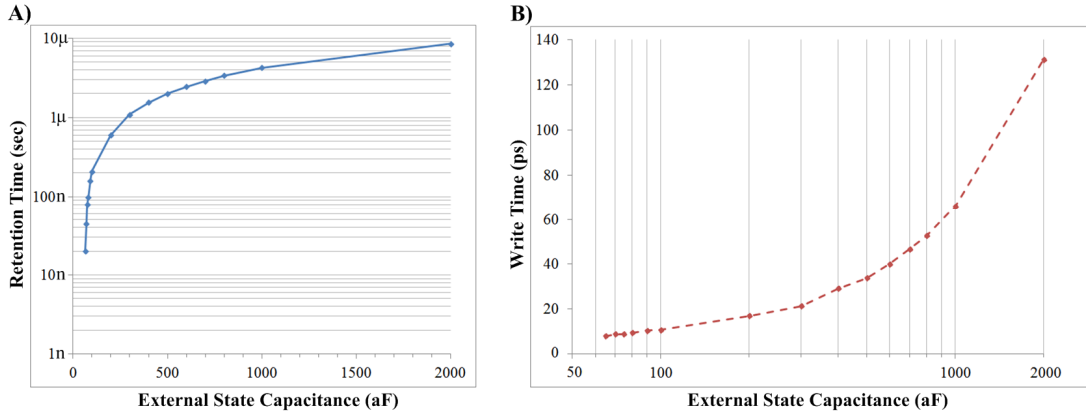 A)
Retention Time (sec)
10μ
1μ
100n
10n
1n
0
500
1000
1500
2000
External State Capacitance (aF)
B)
Write Time (ps)
140
120
100
80
60
40
20
0
50
100
1000
2000
External State Capacitance (aF)